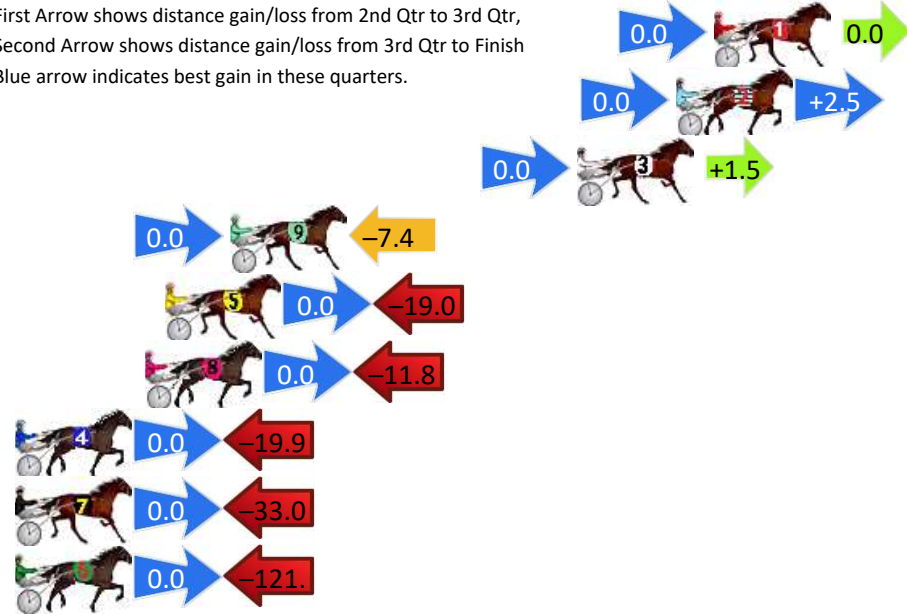 First Arrow shows distance gain/loss from 2nd Qtr to 3rd Qtr,
Second Arrow shows distance gain/loss from 3rd Qtr to Finish
Blue arrow indicates best gain in these quarters.
0.0 1 0.0
0.0 2 +2.5
0.0 3 +1.5
0.0 9 –7.4
5 0.0 –19.0
8 0.0 –11.8
4 0.0 –19.9
7 0.0 –33.0
6 0.0 –121.